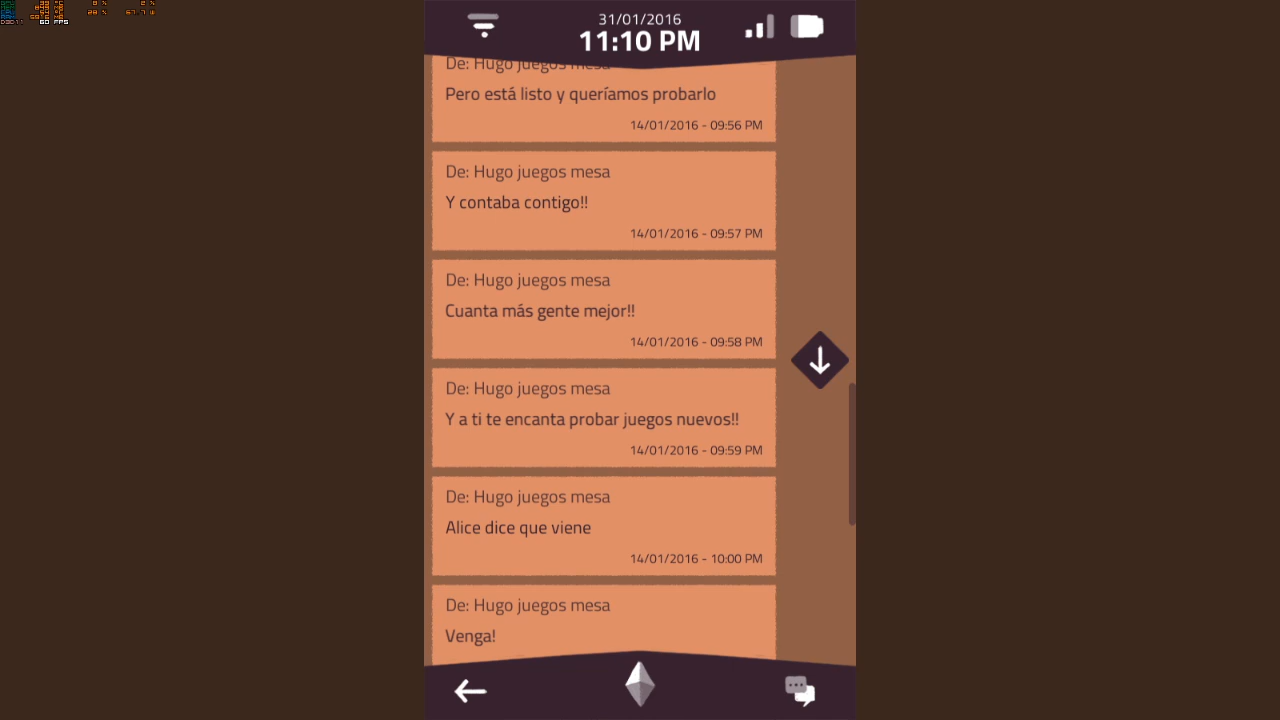 31/01/2016
11:10 PM
De: Hugo juegos mesa
Pero está listo y queríamos probarlo
14/01/2016 - 09:56 PM
De: Hugo juegos mesa
Y contaba contigo!!
14/01/2016 - 09:57 PM
De: Hugo juegos mesa
Cuanta más gente mejor!!
14/01/2016 - 09:58 PM
De: Hugo juegos mesa
Y a ti te encanta probar juegos nuevos!!
14/01/2016 - 09:59 PM
De: Hugo juegos mesa
Alice dice que viene
14/01/2016 - 10:00 PM
De: Hugo juegos mesa
Venga!